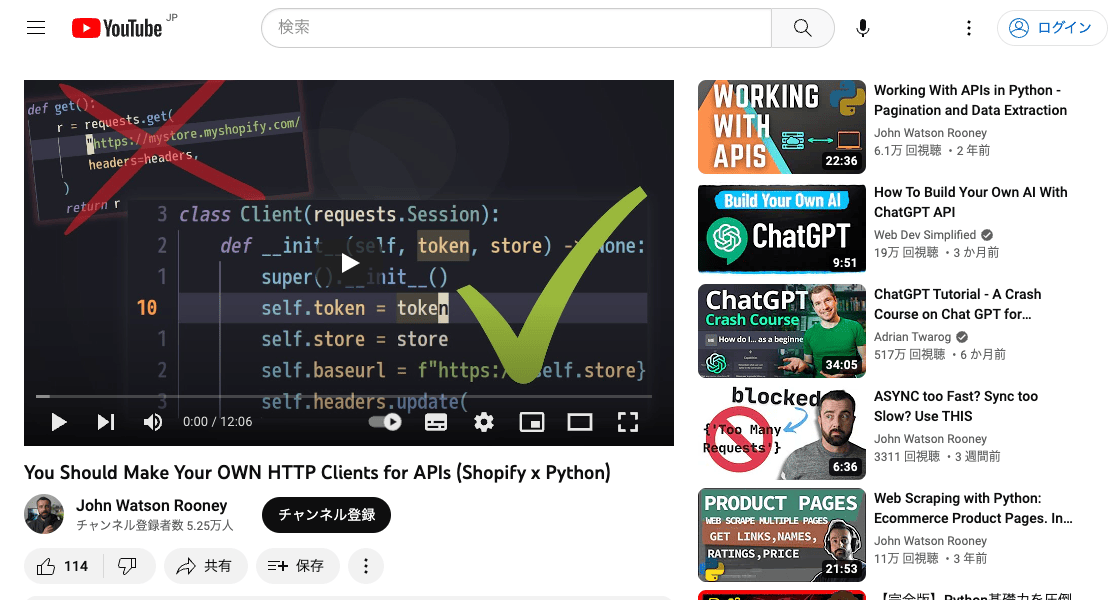 YouTube JP
検索
ログイン
def get():
r = requests.get(
"https://mystore.myshopify.com/
headers=headers,
)
return r
3 class Client(requests.Session):
2 def __init__(self, token, store) -> None:
1 super().__init__()
10 self.token = token
1 self.store = store
2 self.baseurl = f"https:// self.store}
3 self.headers.update(
0:00 / 12:06
You Should Make Your OWN HTTP Clients for APIs (Shopify x Python)
John Watson Rooney
チャンネル登録者数 5.25万人
チャンネル登録
114
共有
保存
WORKING
WITH
APIS
22:36
Working With APIs in Python -
Pagination and Data Extraction
John Watson Rooney
6.1万 回視聴 ・2 年前
Build Your Own AI
ChatGPT
9:51
How To Build Your Own AI With
ChatGPT API
Web Dev Simplified
19万 回視聴 ・3 か月前
ChatGPT
Crash Course
How do I... as a beginner
34:05
ChatGPT Tutorial - A Crash
Course on Chat GPT for…
Adrian Twarog
517万 回視聴 ・6 か月前
blocked
{'Too Many
Requests'}
6:36
ASYNC too Fast? Sync too
Slow? Use THIS
John Watson Rooney
3311 回視聴 ・3 週間前
PRODUCT PAGES
WEB SCRAPE MULTIPLE PAGES
GET LINKS,NAMES,
RATINGS,PRICE
21:53
Web Scraping with Python:
Ecommerce Product Pages. In…
John Watson Rooney
11万 回視聴 ・3 年前
【完全版】Python基礎力を圧倒